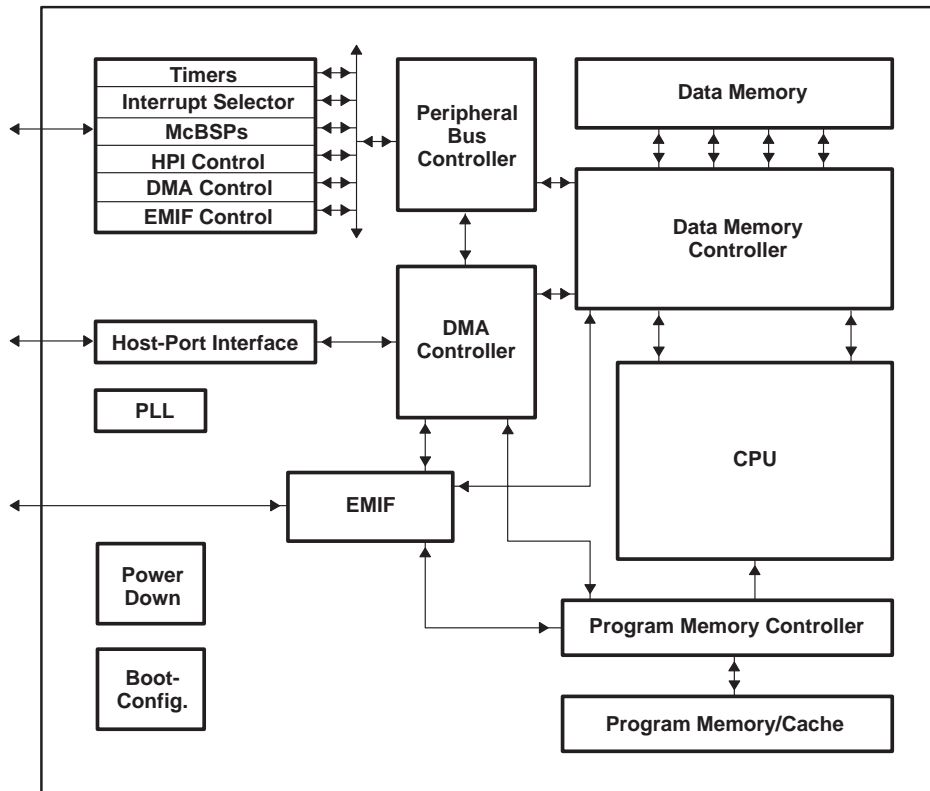 Timers
Interrupt Selector
McBSPs
HPI Control
DMA Control
EMIF Control
Peripheral
Bus
Controller
Data Memory
Data Memory
Controller
Host-Port Interface
DMA
Controller
PLL
CPU
EMIF
Power
Down
Program Memory Controller
Boot-
Config.
Program Memory/Cache